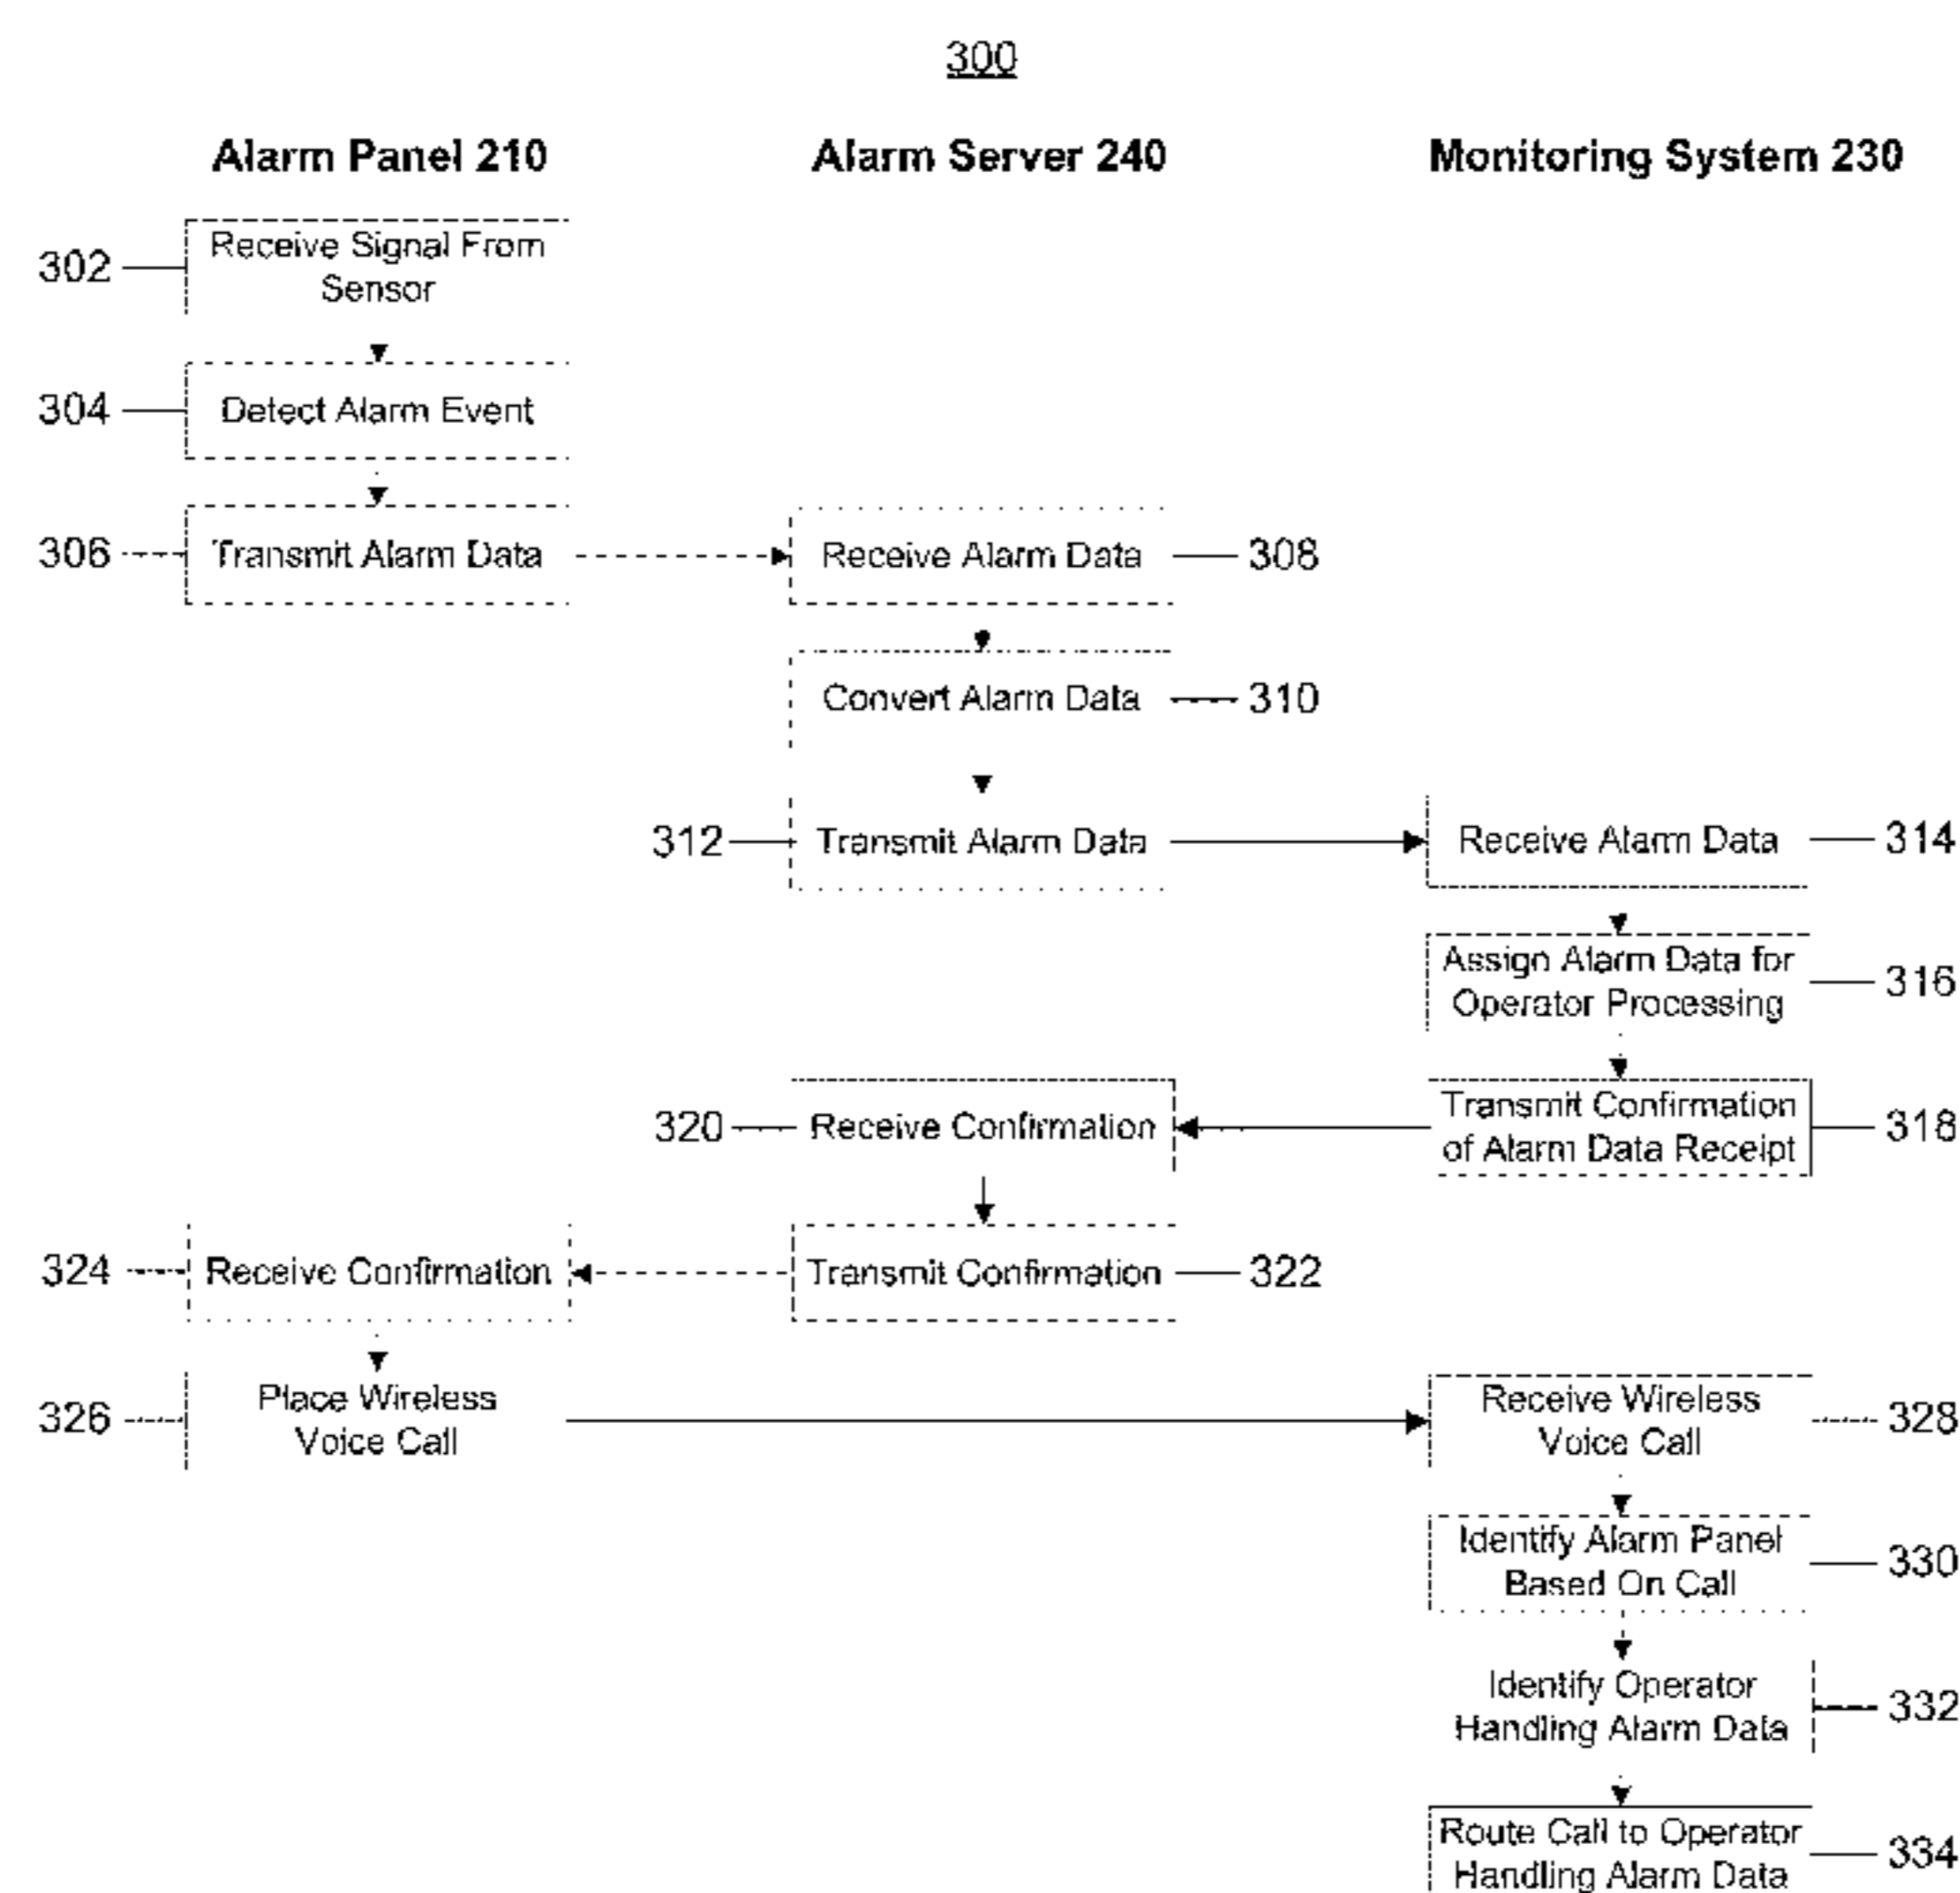 300
Alarm Panel 210
Alarm Server 240
Monitoring System 230
302
Receive Signal From
Sensor
304
Detect Alarm Event
306
Transmit Alarm Data
Receive Alarm Data
308
Convert Alarm Data
310
312
Transmit Alarm Data
Receive Alarm Data
314
Assign Alarm Data for
Operator Processing
316
320
Receive Confirmation
Transmit Confirmation
of Alarm Data Receipt
318
324
Receive Confirmation
Transmit Confirmation
322
326
Place Wireless
Voice Call
Receive Wireless
Voice Call
328
Identify Alarm Panel
Based On Call
330
Identify Operator
Handling Alarm Data
332
Route Call to Operator
Handling Alarm Data
334